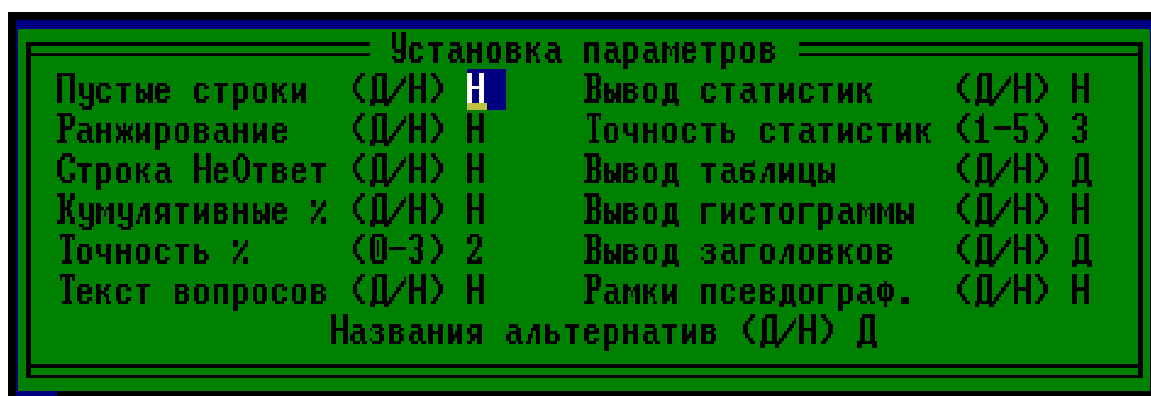 Установка параметров
Пустые строки (Д/Н) Н Вывод статистик (Д/Н) Н
Ранжирование (Д/Н) Н Точность статистик (1-5) 3
Строка НеОтвет (Д/Н) Н Вывод таблицы (Д/Н) Д
Кумулятивные % (Д/Н) Н Вывод гистограммы (Д/Н) Н
Точность % (0-3) 2 Вывод заголовков (Д/Н) Д
Текст вопросов (Д/Н) Н Рамки псевдограф. (Д/Н) Н
Названия альтернатив (Д/Н) Д